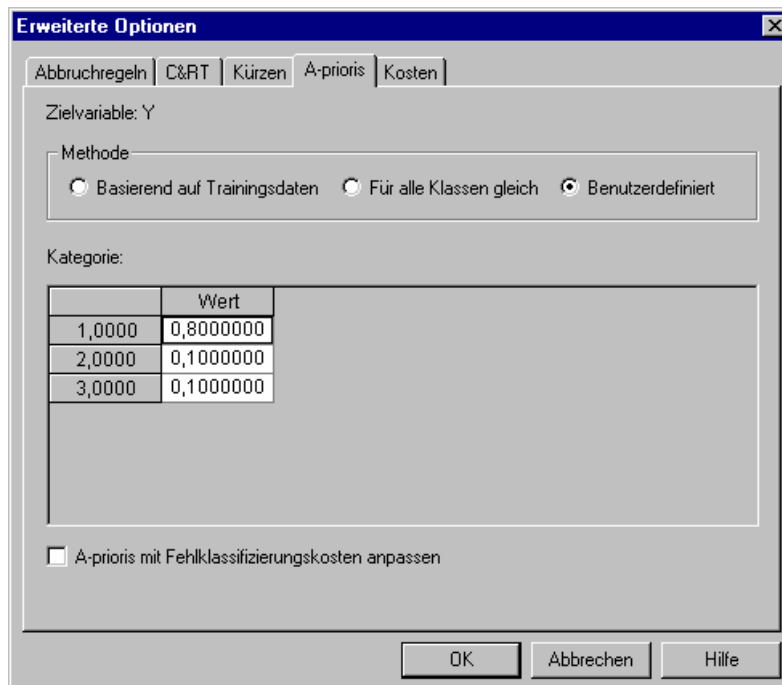 Erweiterte Optionen
Abbruchregeln C&RT Kürzen A-prioris Kosten
Zielvariable: Y
Methode
Basierend auf Trainingsdaten Für alle Klassen gleich Benutzerdefiniert
Kategorie:
Wert
1,0000 0,8000000
2,0000 0,1000000
3,0000 0,1000000
A-prioris mit Fehlklassifizierungskosten anpassen
OK Abbrechen Hilfe